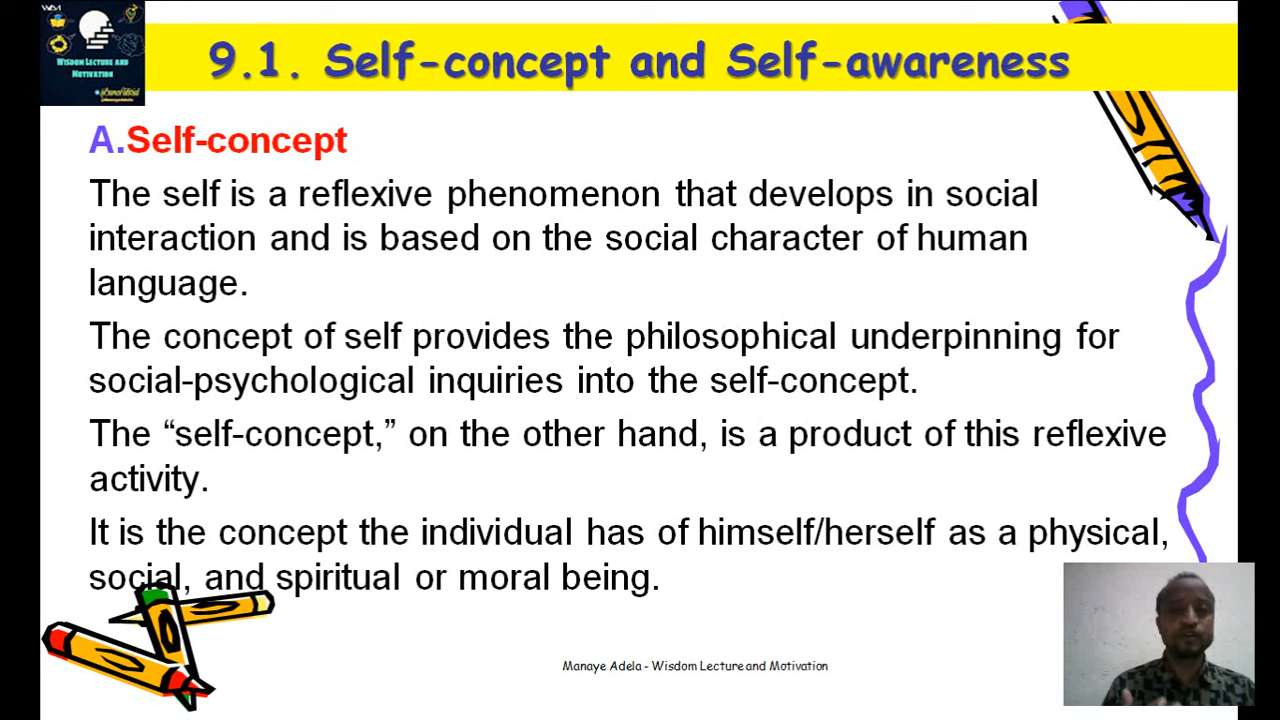 WLM
WISDOM LECTURE AND
MOTIVATION
9.1. Self-concept and Self-awareness
A.Self-concept
The self is a reflexive phenomenon that develops in social
interaction and is based on the social character of human
language.
The concept of self provides the philosophical underpinning for
social-psychological inquiries into the self-concept.
The “self-concept,” on the other hand, is a product of this reflexive
activity.
It is the concept the individual has of himself/herself as a physical,
social, and spiritual or moral being.
Manaye Adela - Wisdom Lecture and Motivation